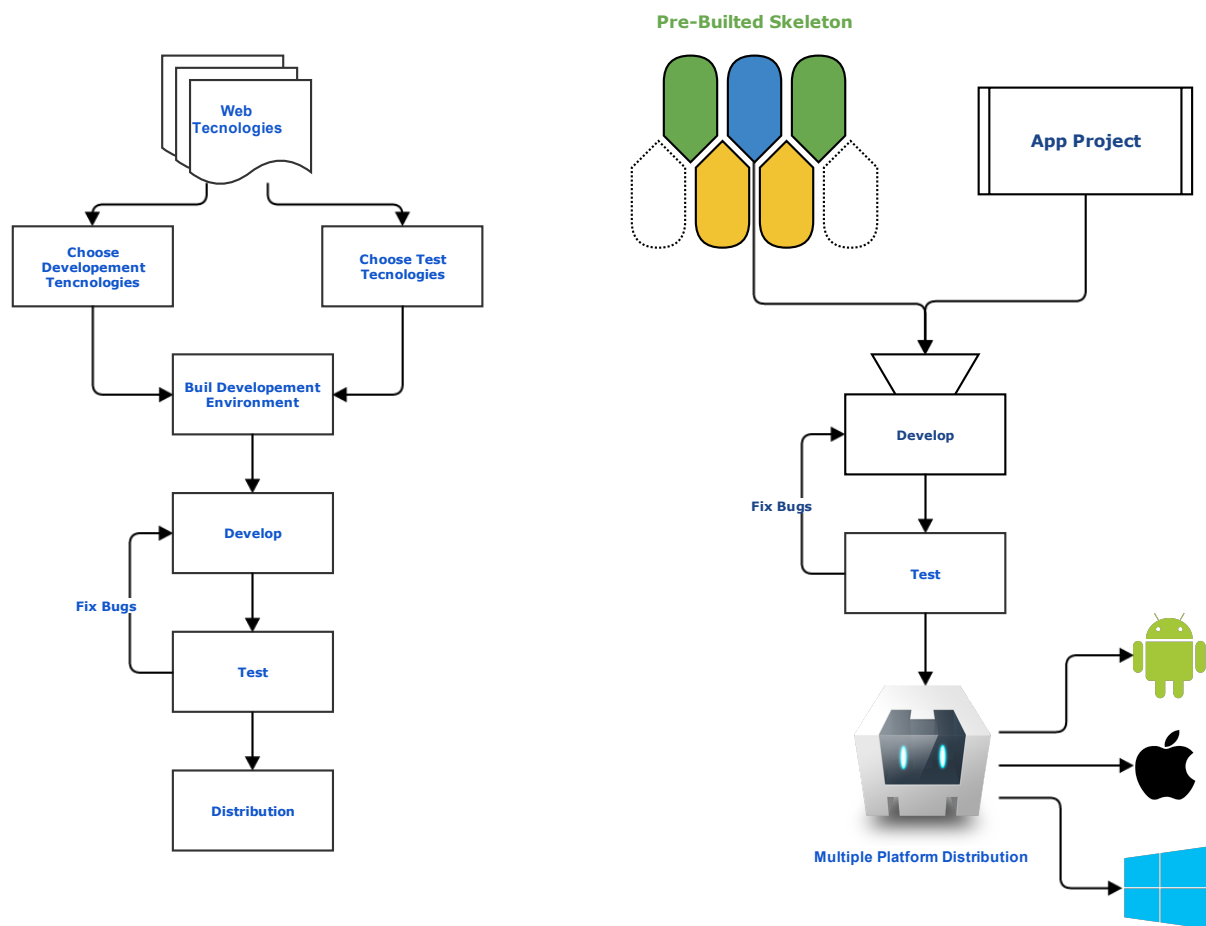 Web
Tecnologies
Choose
Developement
Tencnologies
Choose Test
Tecnologies
Buil Developement
Environment
Develop
Fix Bugs
Test
Distribution
Pre-Builted Skeleton
App Project
Develop
Fix Bugs
Test
Multiple Platform Distribution